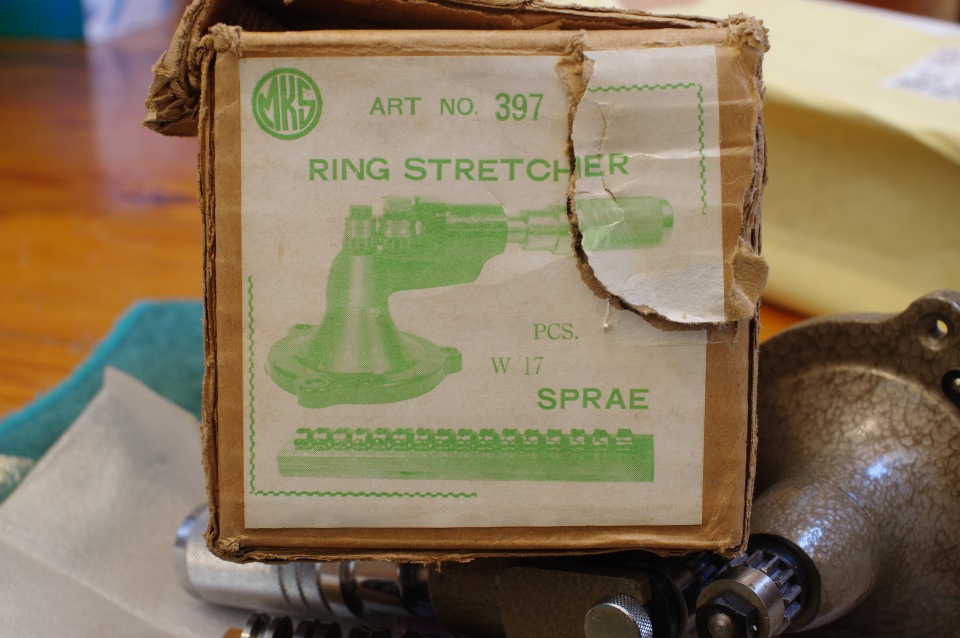 MKS
ART NO. 397
RING STRETCHER
PCS.
W 17
SPRAE